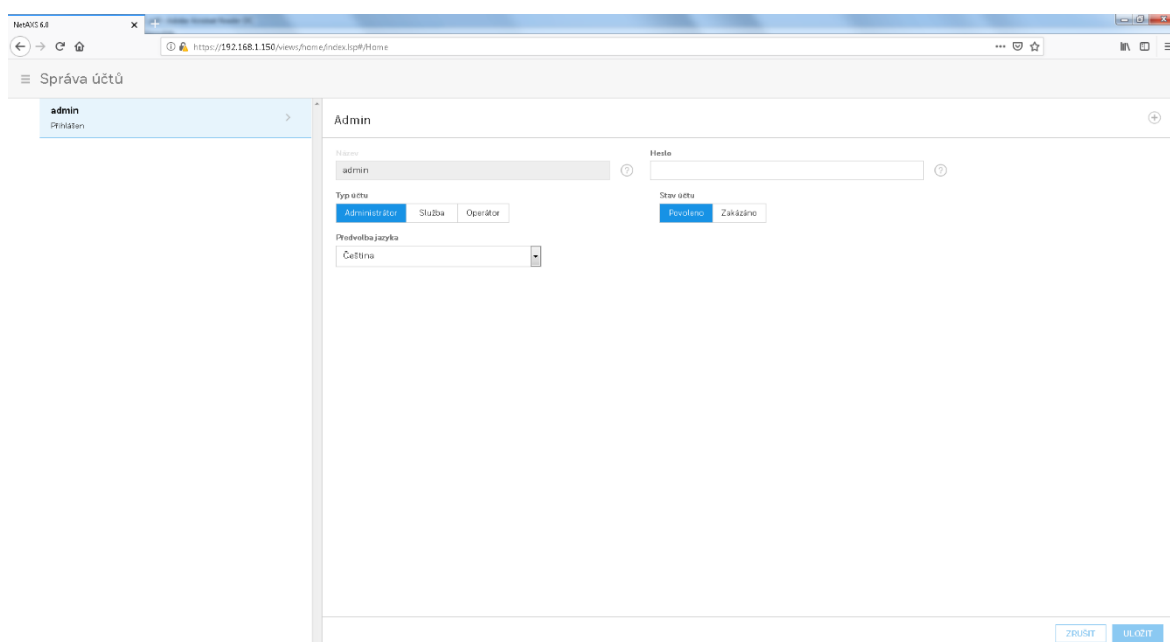 NetAXS 6.0
https://192.168.1.150/views/home/index.lsp#/Home
Správa účtů
admin
Přihlášen
Admin
Název
Heslo
admin
Typ účtu
Stav účtu
Administrátor Služba Operátor
Povoleno Zakázáno
Předvolba jazyka
Čeština
ZRUŠIT ULOŽIT